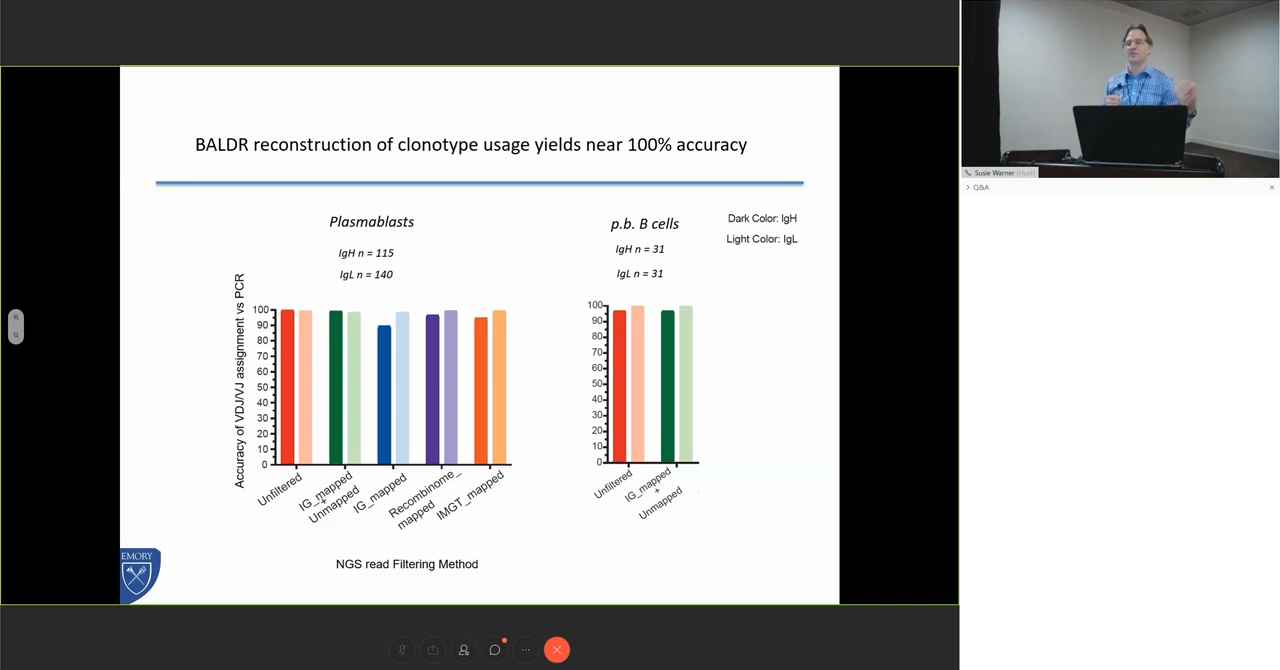 BALDR reconstruction of clonotype usage yields near 100% accuracy
Plasmablasts
IgH n = 115
IgL n = 140
p.b. B cells
IgH n = 31
IgL n = 31
Dark Color: IgH
Light Color: IgL
Accuracy of VDJ/VJ assignment vs PCR
100
90
80
70
60
50
40
30
20
10
0
Unfiltered
IG_mapped
+
Unmapped
IG_mapped
Recombinome_
mapped
IMGT_mapped
100
90
80
70
60
50
40
30
20
10
0
Unfiltered
IG_mapped
+
Unmapped
NGS read Filtering Method
EMORY
Susie Warner (Host)
Q&A